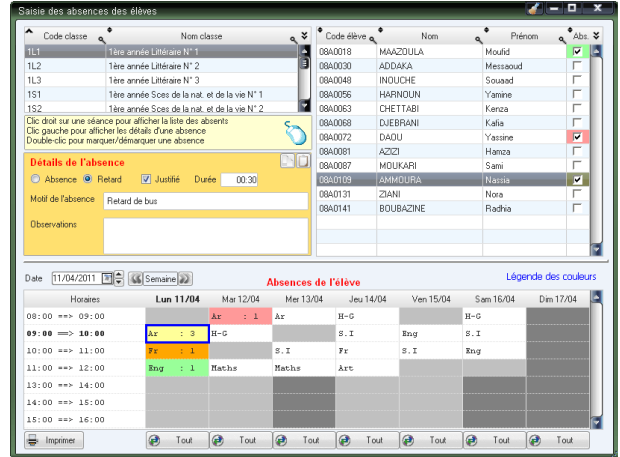 Saisie des absences des élèves
Code classe Nom classe
1L1 1ère année Littéraire N° 1
1L2 1ère année Littéraire N° 2
1L3 1ère année Littéraire N° 3
1S1 1ère année Sces de la nat. et de la vie N° 1
1S2 1ère année Sces de la nat. et de la vie N° 2
Clic droit sur une séance pour afficher la liste des absents
Clic gauche pour afficher les détails d'une absence
Double-clic pour marquer/démarquer une absence
Détails de l'absence
Absence Retard Justifié Durée 00:30
Motif de l'absence Retard de bus
Observations
Code élève Nom Prénom Abs.
08A0018 MAAZOULA Moufid
08A0030 ADDAKA Messaoud
08A0048 INOUCHE Souaad
08A0056 HARNOUN Yamine
08A0063 CHETTABI Kenza
08A0068 DJEBRANI Kafia
08A0072 DAOU Yassine
08A0081 AZIZI Hamza
08A0087 MOUKARI Sami
08A0109 AMMOURA Nassia
08A0131 ZIANI Nora
08A0141 BOUBAZINE Radhia
Date 11/04/2011 Semaine Absences de l'élève Légende des couleurs
Horaires Lun 11/04 Mar 12/04 Mer 13/04 Jeu 14/04 Ven 15/04 Sam 16/04 Dim 17/04
08:00 ==> 09:00 Ar : 1 Ar H-G H-G
09:00 ==> 10:00 Ar : 3 H-G S.I Eng S.I
10:00 ==> 11:00 Fr : 1 S.I Fr S.I Eng
11:00 ==> 12:00 Eng : 1 Maths Maths Art
13:00 ==> 14:00
14:00 ==> 15:00
15:00 ==> 16:00
Imprimer Tout Tout Tout Tout Tout Tout Tout